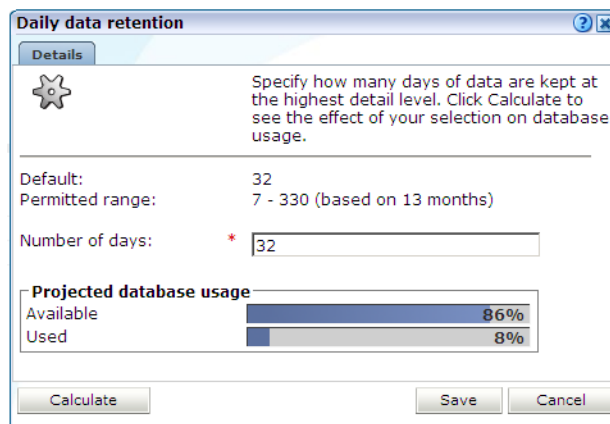 Daily data retention
Details
Specify how many days of data are kept at
the highest detail level. Click Calculate to
see the effect of your selection on database
usage.
Default: 32
Permitted range: 7 - 330 (based on 13 months)
Number of days: * 32
Projected database usage
Available 86%
Used 8%
Calculate Save Cancel